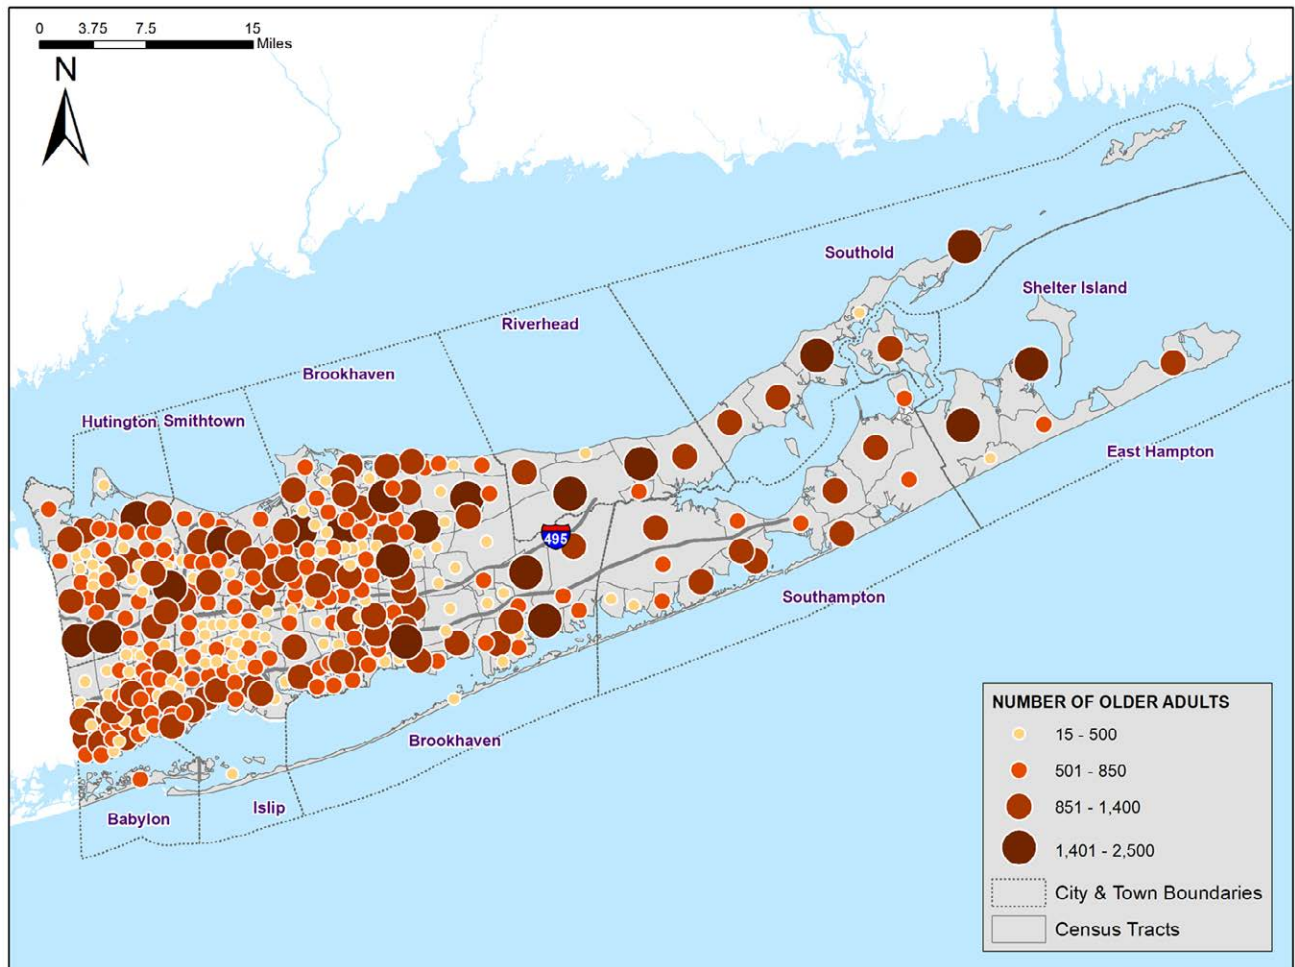 0 3.75 7.5 15
Miles
N
Southold
Shelter Island
Riverhead
Brookhaven
Hutington Smithtown
East Hampton
495
Southampton
Brookhaven
Islip
Babylon
NUMBER OF OLDER ADULTS
15 - 500
501 - 850
851 - 1,400
1,401 - 2,500
City & Town Boundaries
Census Tracts